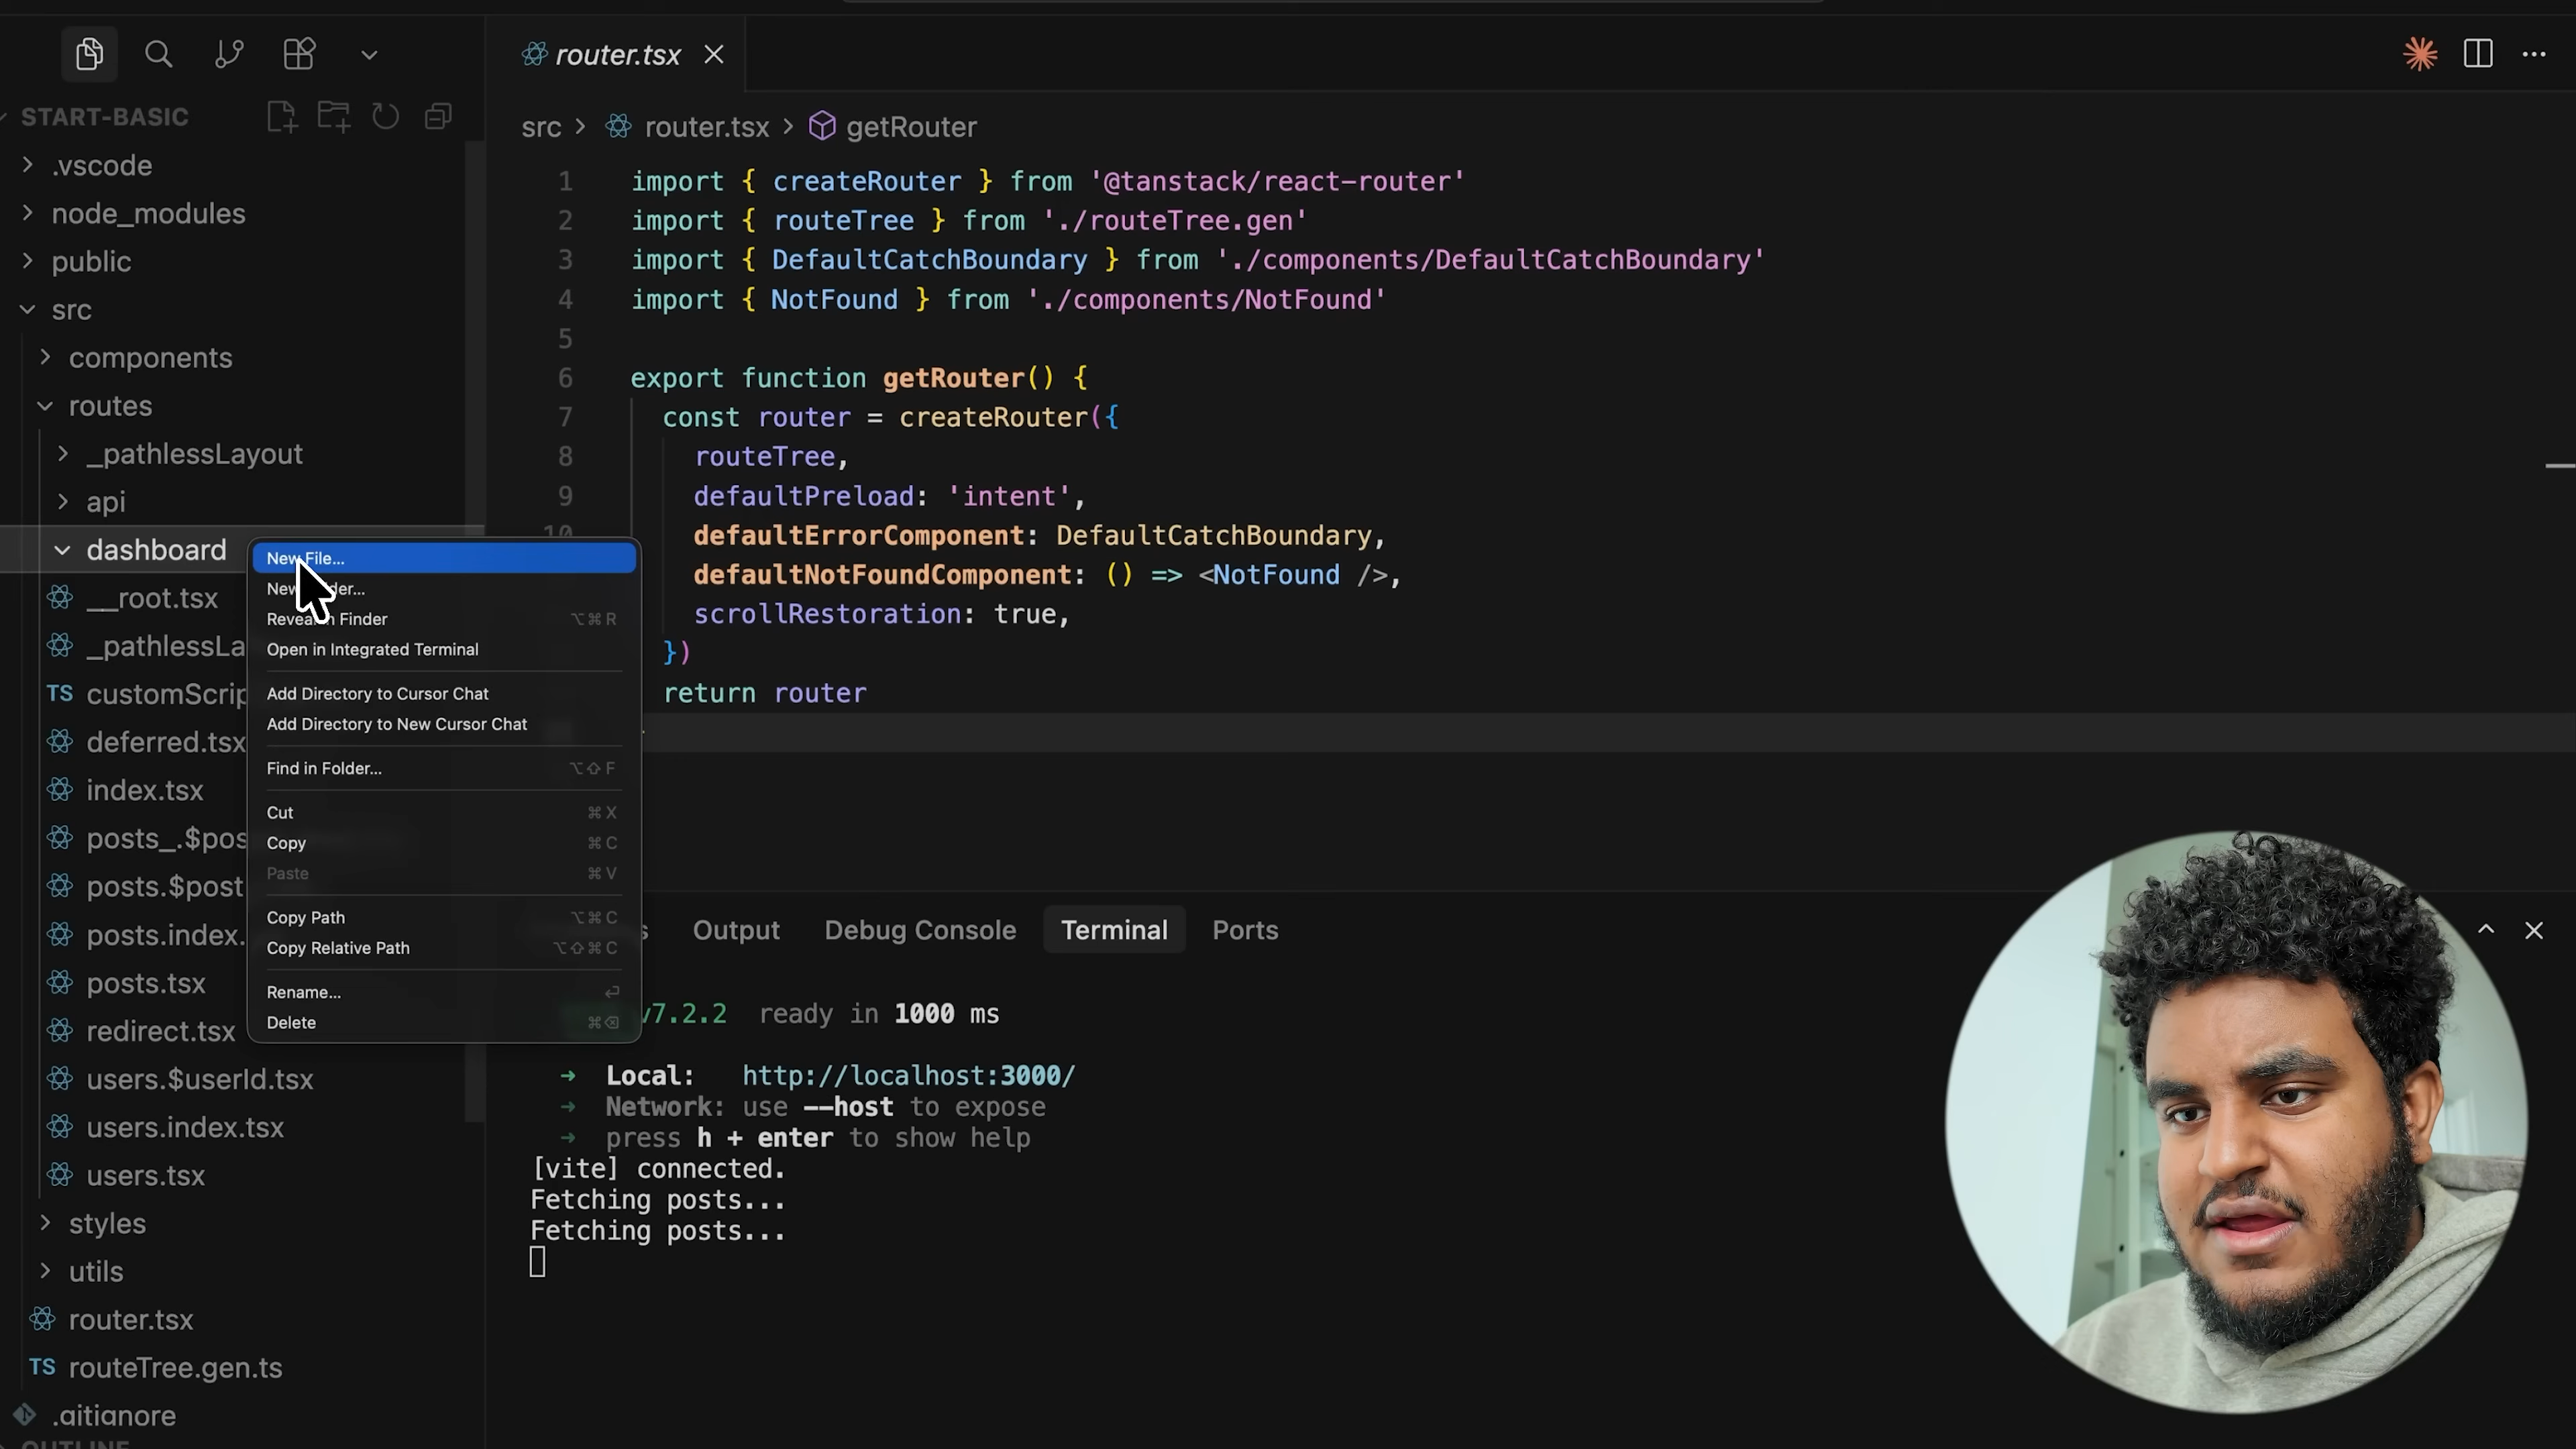 router.tsx
START-BASIC
.vscode
node_modules
public
src
components
routes
_pathlessLayout
api
dashboard
__root.tsx
_pathlessLa
TS customScrip
deferred.tsx
index.tsx
posts_.$pos
posts.$post
posts.index.
posts.tsx
redirect.tsx
users.$userId.tsx
users.index.tsx
users.tsx
styles
utils
router.tsx
TS routeTree.gen.ts
.gitignore
OUTLINE
New File...
Reveal Finder ⌥⌘R
Open in Integrated Terminal
Add Directory to Cursor Chat
Add Directory to New Cursor Chat
Find in Folder... ⌥⇧F
Cut ⌘X
Copy ⌘C
Paste ⌘V
Copy Path ⌥⌘C
Copy Relative Path ⌥⇧⌘C
Rename...
Delete
src > router.tsx > getRouter
1 import { createRouter } from '@tanstack/react-router'
2 import { routeTree } from './routeTree.gen'
3 import { DefaultCatchBoundary } from './components/DefaultCatchBoundary'
4 import { NotFound } from './components/NotFound'
5
6 export function getRouter() {
7 const router = createRouter({
8 routeTree,
9 defaultPreload: 'intent',
10 defaultErrorComponent: DefaultCatchBoundary,
defaultNotFoundComponent: () => <NotFound />,
scrollRestoration: true,
})
return router
Output Debug Console Terminal Ports
v7.2.2 ready in 1000 ms
➜ Local: http://localhost:3000/
➜ Network: use --host to expose
➜ press h + enter to show help
[vite] connected.
Fetching posts...
Fetching posts...